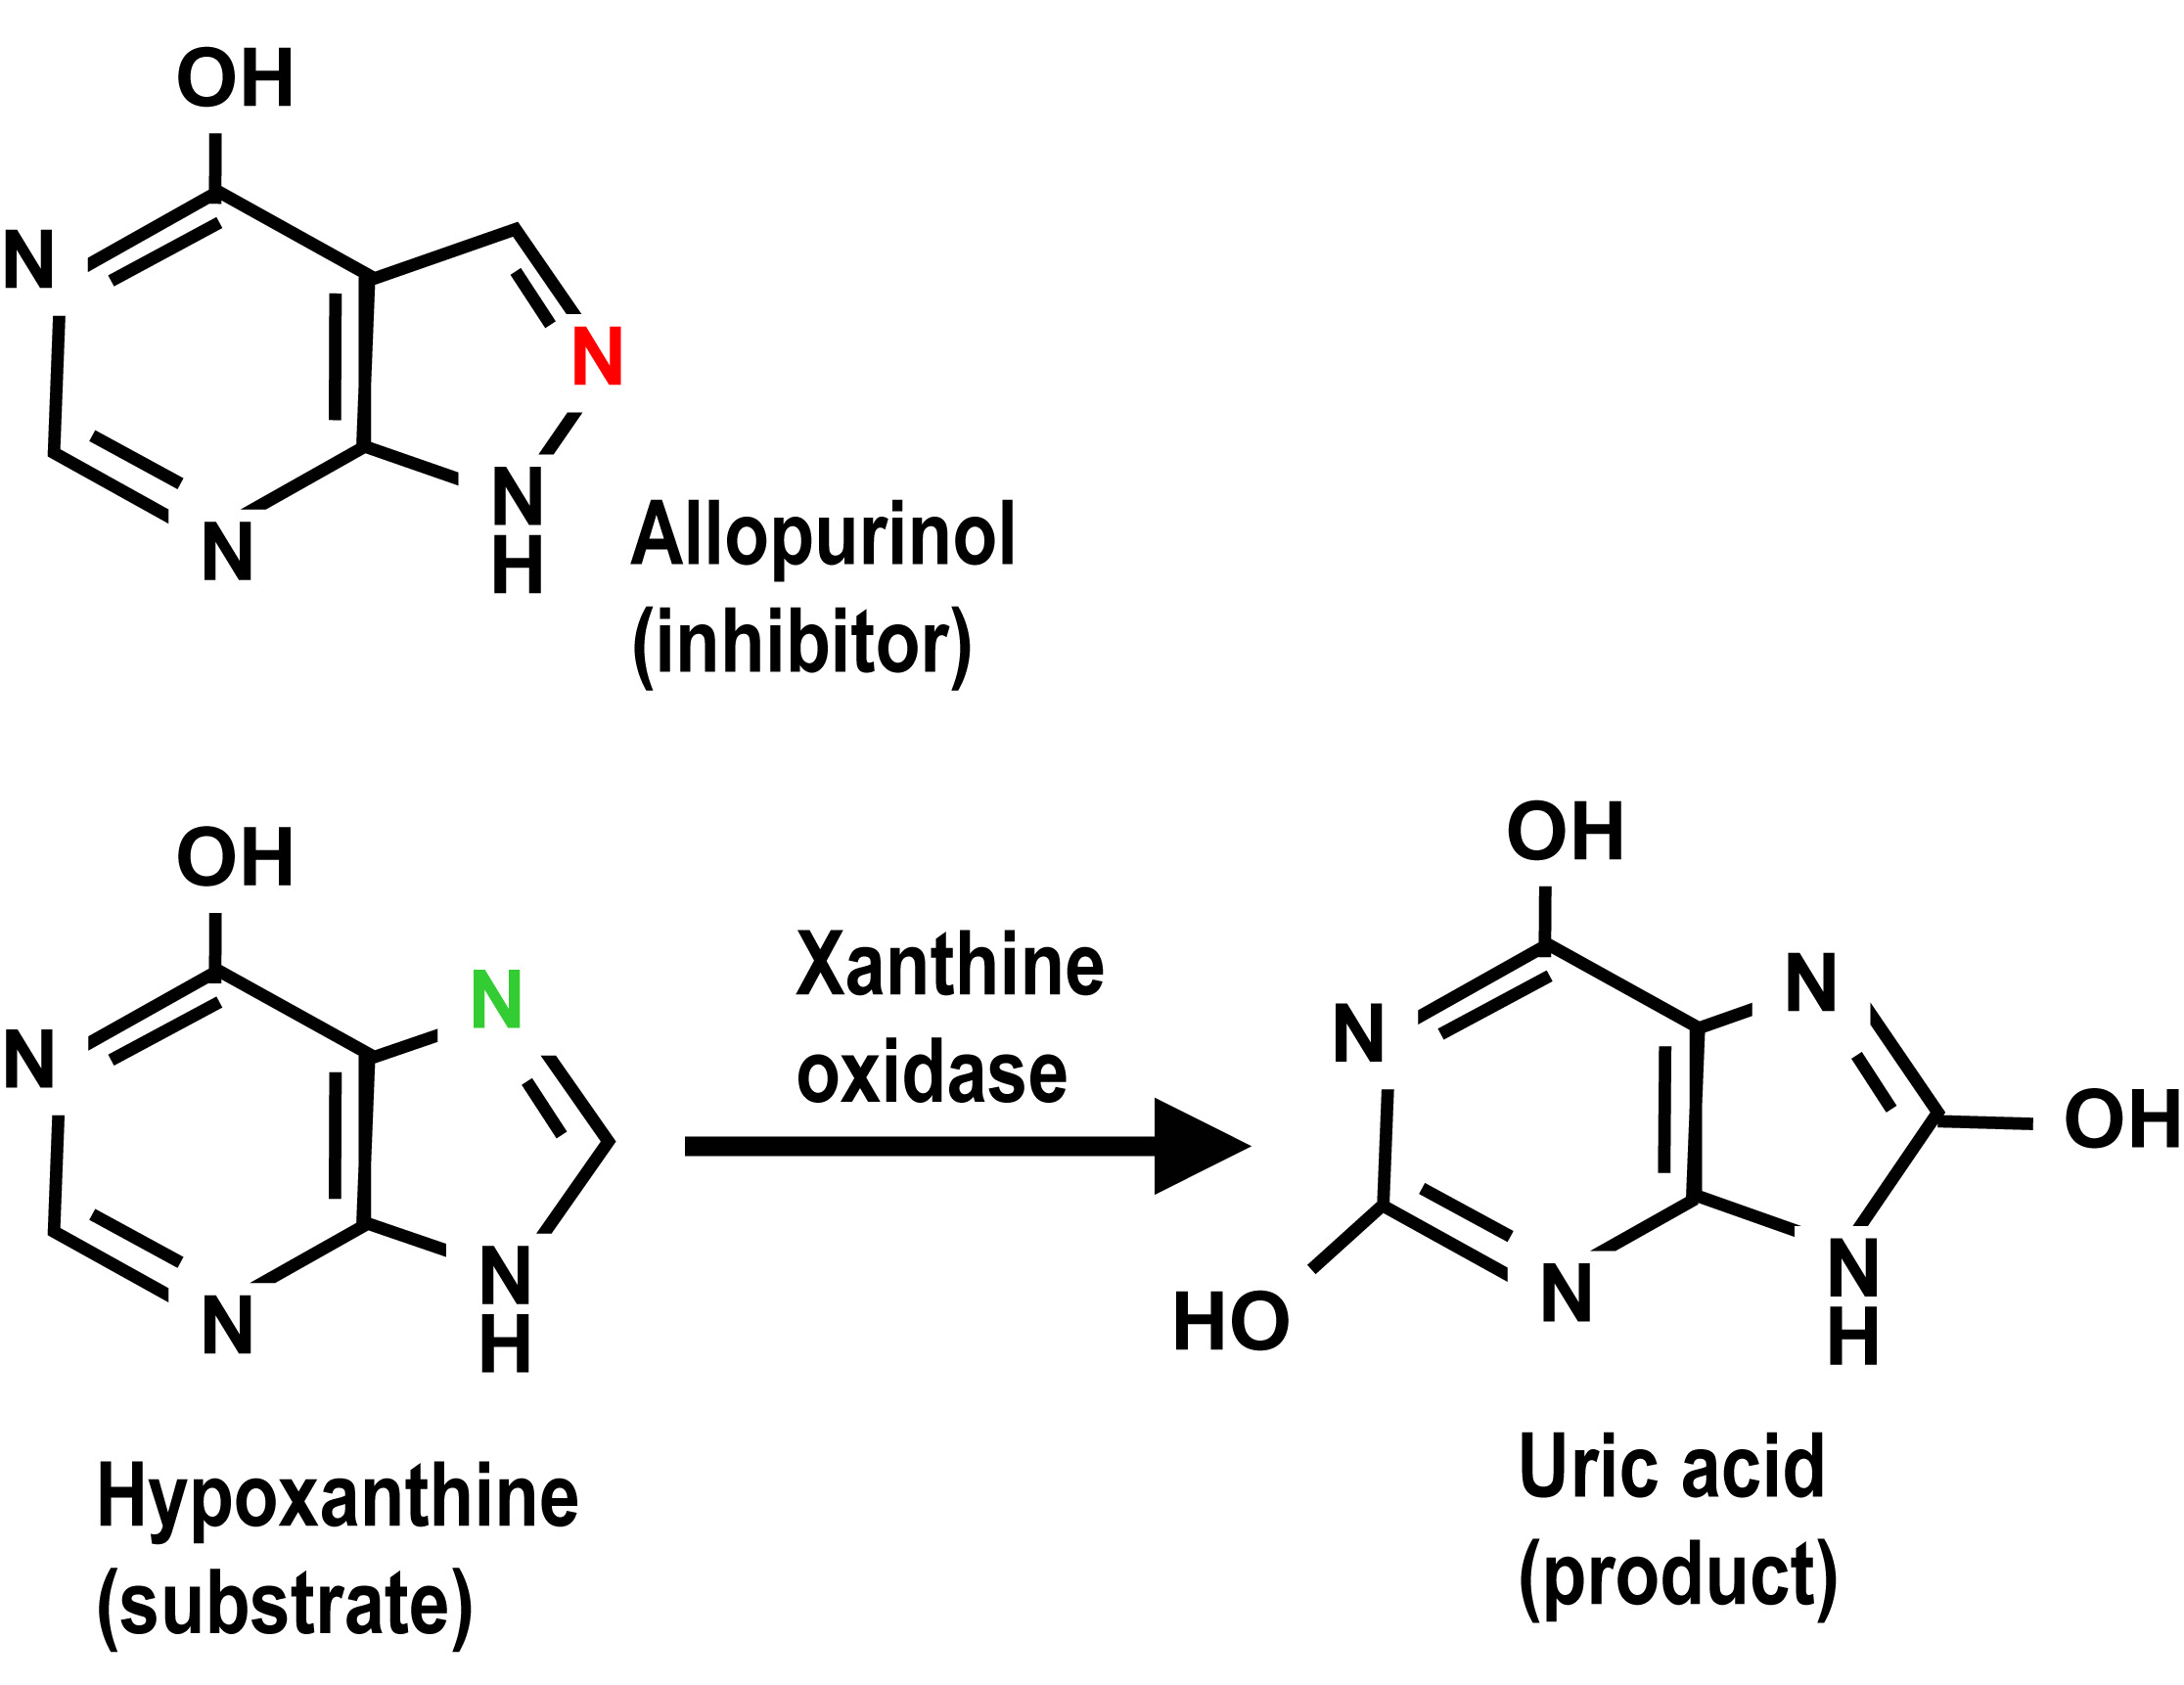 OH
N
N
N
N
H
Allopurinol
(inhibitor)
OH
N
N
N
N
H
Hypoxanthine
(substrate)
Xanthine
oxidase
OH
N
N
OH
HO
N
N
H
Uric acid
(product)